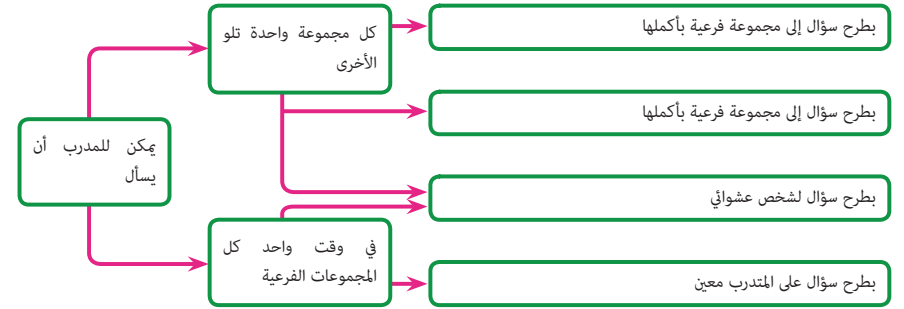 يمكن للمدرب أن
يسأل
كل مجموعة واحدة تلو
الأخرى
بطرح سؤال إلى مجموعة فرعية بأكملها
بطرح سؤال إلى مجموعة فرعية بأكملها
بطرح سؤال لشخص عشوائي
في وقت واحد كل
المجموعات الفرعية
بطرح سؤال على المتدرب معين